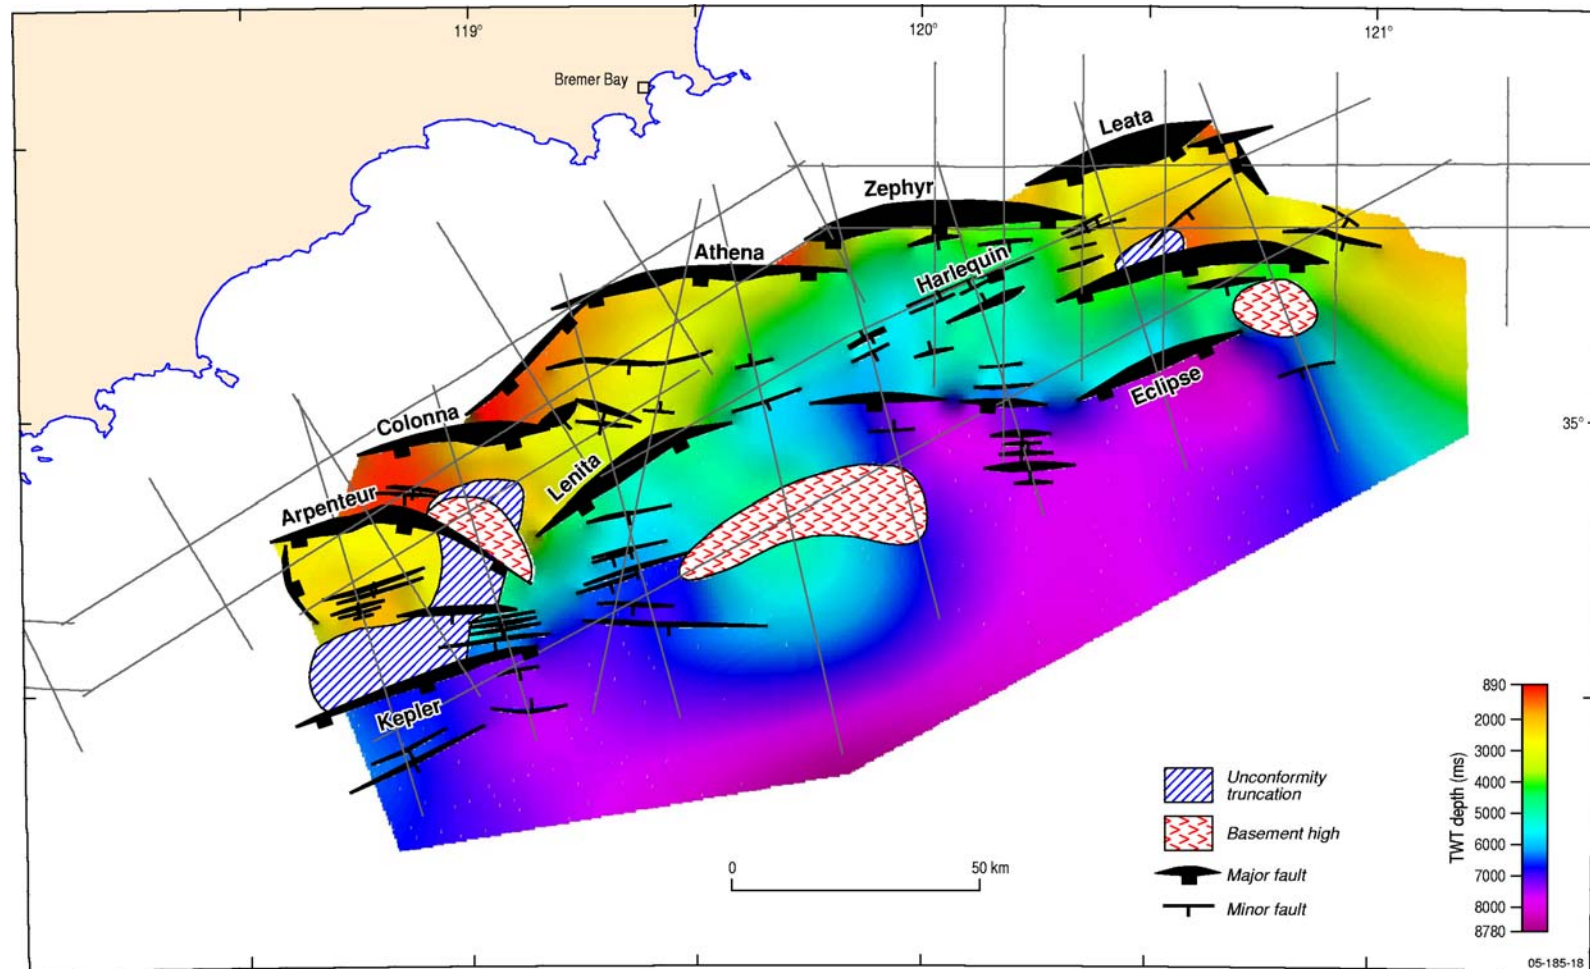 119°
120°
121°
Bremer Bay
Leata
Zephyr
Athena
Harlequin
35°
Eclipse
Colonna
Lenita
Arpenteur
Kepler
890
2000
3000
4000
5000
6000
7000
8000
8780
TWT depth (ms)
Unconformity
truncation
Basement high
Major fault
Minor fault
0 50 km
05-185-18